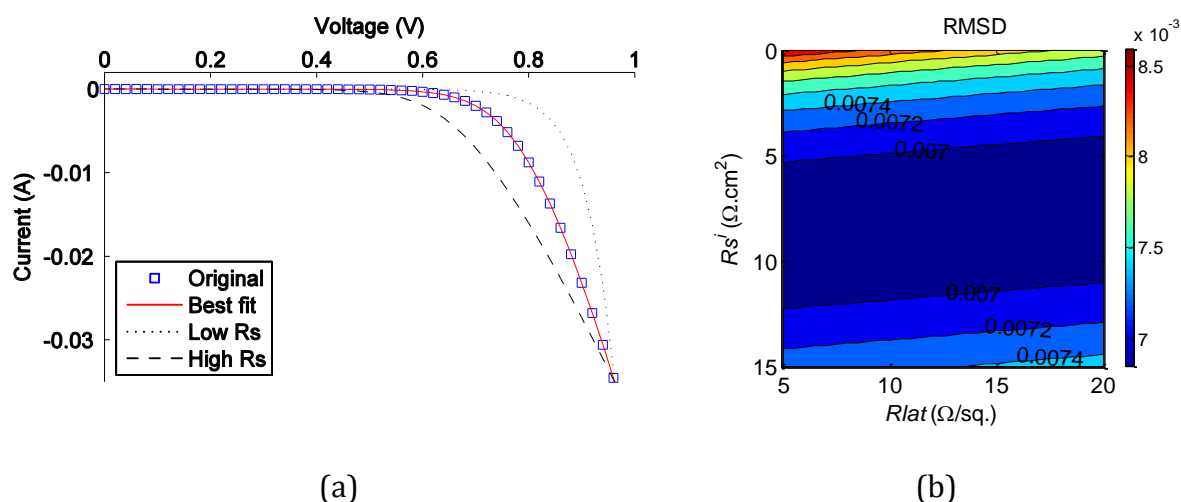 Voltage (V)
0 0.2 0.4 0.6 0.8 1
0
-0.01
-0.02
-0.03
Current (A)
Original
Best fit
Low Rs
High Rs
(a)
RMSD
x 10⁻³
0
5
10
15
Rsⁱ (Ω.cm²)
0.0074
0.0072
0.007
0.007
0.0072
0.0074
5 10 15 20
Rlat (Ω/sq.)
8.5
8
7.5
7
(b)